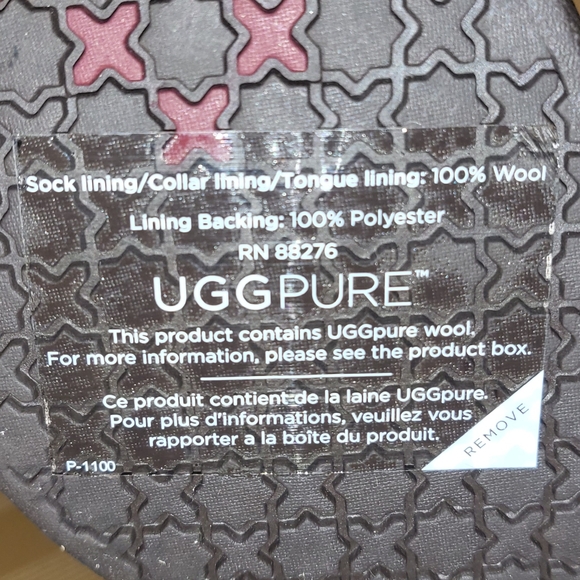 Sock lining/Collar lining/Tongue lining: 100% Wool
Lining Backing: 100% Polyester
RN 88276
UGGPURE™
This product contains UGGpure wool.
For more information, please see the product box.
Ce produit contient de la laine UGGpure.
Pour plus d'informations, veuillez vous
rapporter a la boîte du produit.
REMOVE
P-1100